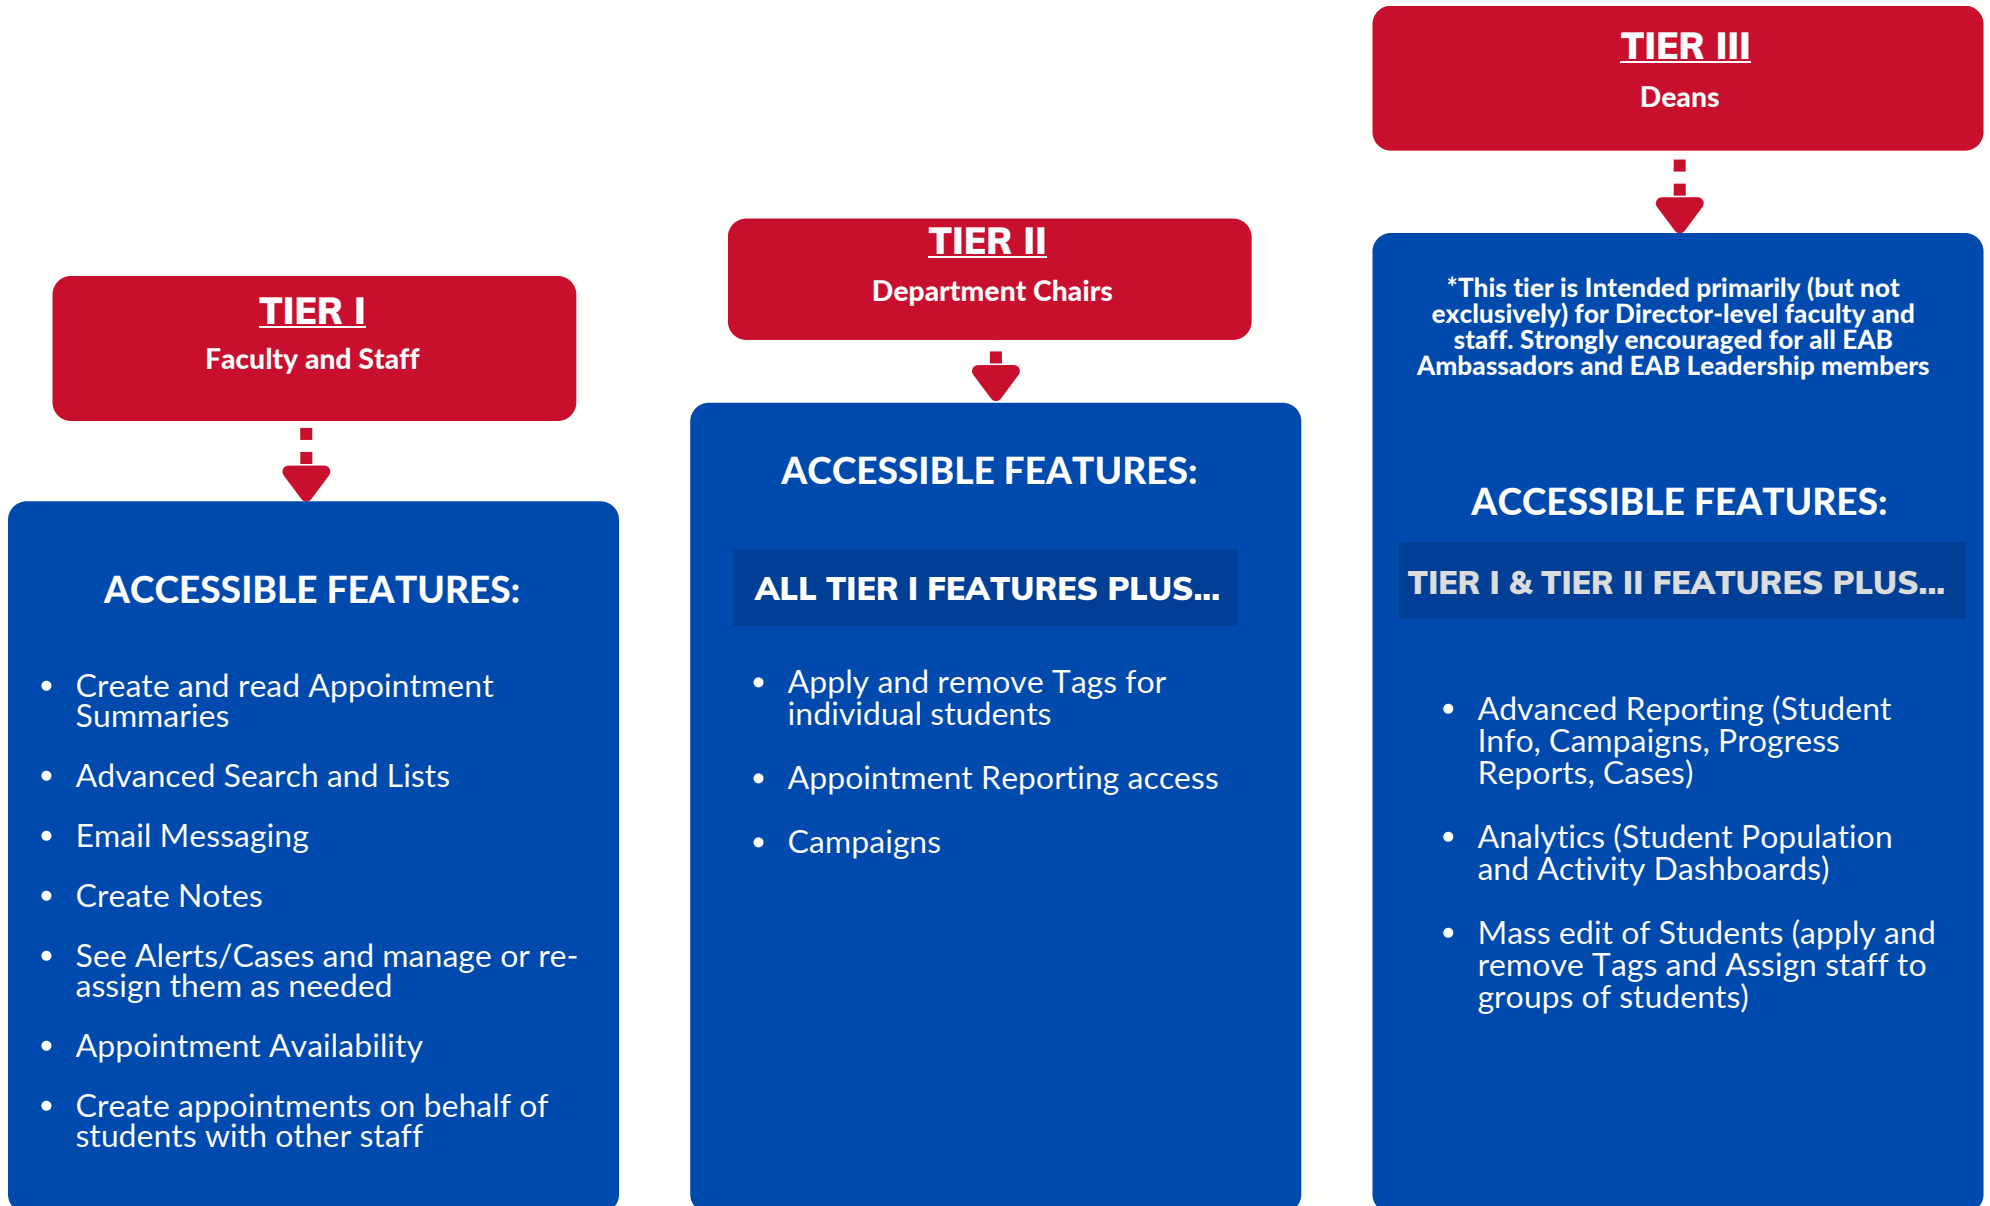 TIER I
Faculty and Staff
ACCESSIBLE FEATURES:
• Create and read Appointment
Summaries
• Advanced Search and Lists
• Email Messaging
• Create Notes
• See Alerts/Cases and manage or re-
assign them as needed
• Appointment Availability
• Create appointments on behalf of
students with other staff
TIER II
Department Chairs
ACCESSIBLE FEATURES:
ALL TIER I FEATURES PLUS...
• Apply and remove Tags for
individual students
• Appointment Reporting access
• Campaigns
TIER III
Deans
*This tier is Intended primarily (but not
exclusively) for Director-level faculty and
staff. Strongly encouraged for all EAB
Ambassadors and EAB Leadership members
ACCESSIBLE FEATURES:
TIER I & TIER II FEATURES PLUS...
• Advanced Reporting (Student
Info, Campaigns, Progress
Reports, Cases)
• Analytics (Student Population
and Activity Dashboards)
• Mass edit of Students (apply and
remove Tags and Assign staff to
groups of students)